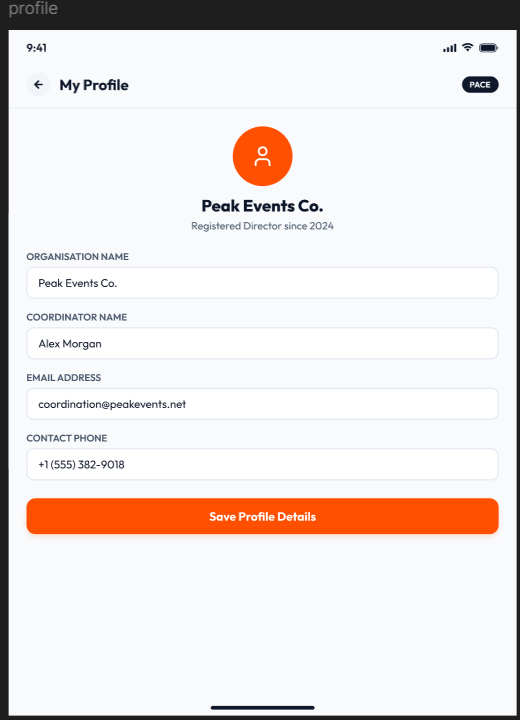 profile
9:41
My Profile
PACE
Peak Events Co.
Registered Director since 2024
ORGANISATION NAME
Peak Events Co.
COORDINATOR NAME
Alex Morgan
EMAIL ADDRESS
coordination@peakevents.net
CONTACT PHONE
+1 (555) 382-9018
Save Profile Details